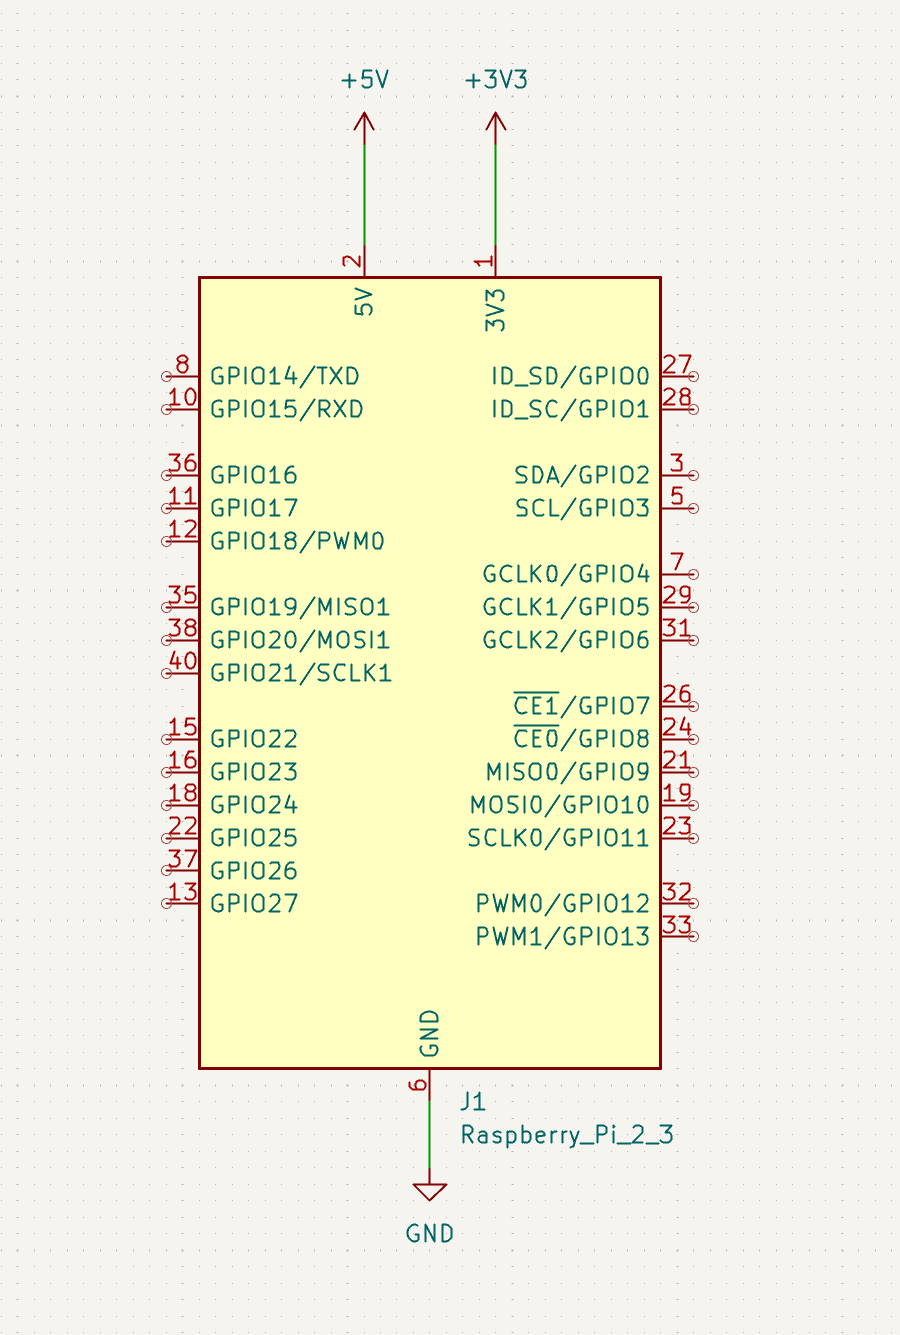 +5V +3V3
2 1
5V 3V3
8 GPIO14/TXD ID_SD/GPIO0 27
10 GPIO15/RXD ID_SC/GPIO1 28
36 GPIO16 SDA/GPIO2 3
11 GPIO17 SCL/GPIO3 5
12 GPIO18/PWM0
GCLK0/GPIO4 7
35 GPIO19/MISO1 GCLK1/GPIO5 29
38 GPIO20/MOSI1 GCLK2/GPIO6 31
40 GPIO21/SCLK1
CE1/GPIO7 26
15 GPIO22 CE0/GPIO8 24
16 GPIO23 MISO0/GPIO9 21
18 GPIO24 MOSI0/GPIO10 19
22 GPIO25 SCLK0/GPIO11 23
37 GPIO26
13 GPIO27 PWM0/GPIO12 32
PWM1/GPIO13 33
GND
6
J1
Raspberry_Pi_2_3
GND